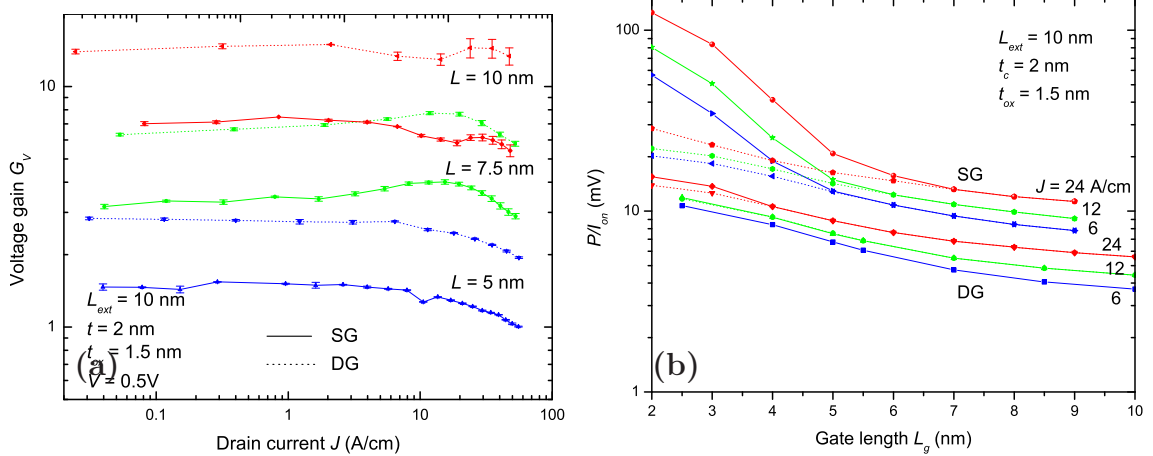 10
1
0.1
1
10
100
Voltage gain G_V
Drain current J (A/cm)
L = 10 nm
L = 7.5 nm
L = 5 nm
L_ext = 10 nm
t = 2 nm
t_ox = 1.5 nm
V = 0.5V
SG
DG
(a)
100
10
1
2
3
4
5
6
7
8
9
10
P/I_on (mV)
Gate length L_g (nm)
L_ext = 10 nm
t_c = 2 nm
t_ox = 1.5 nm
SG
J = 24 A/cm
12
6
24
12
6
DG
(b)